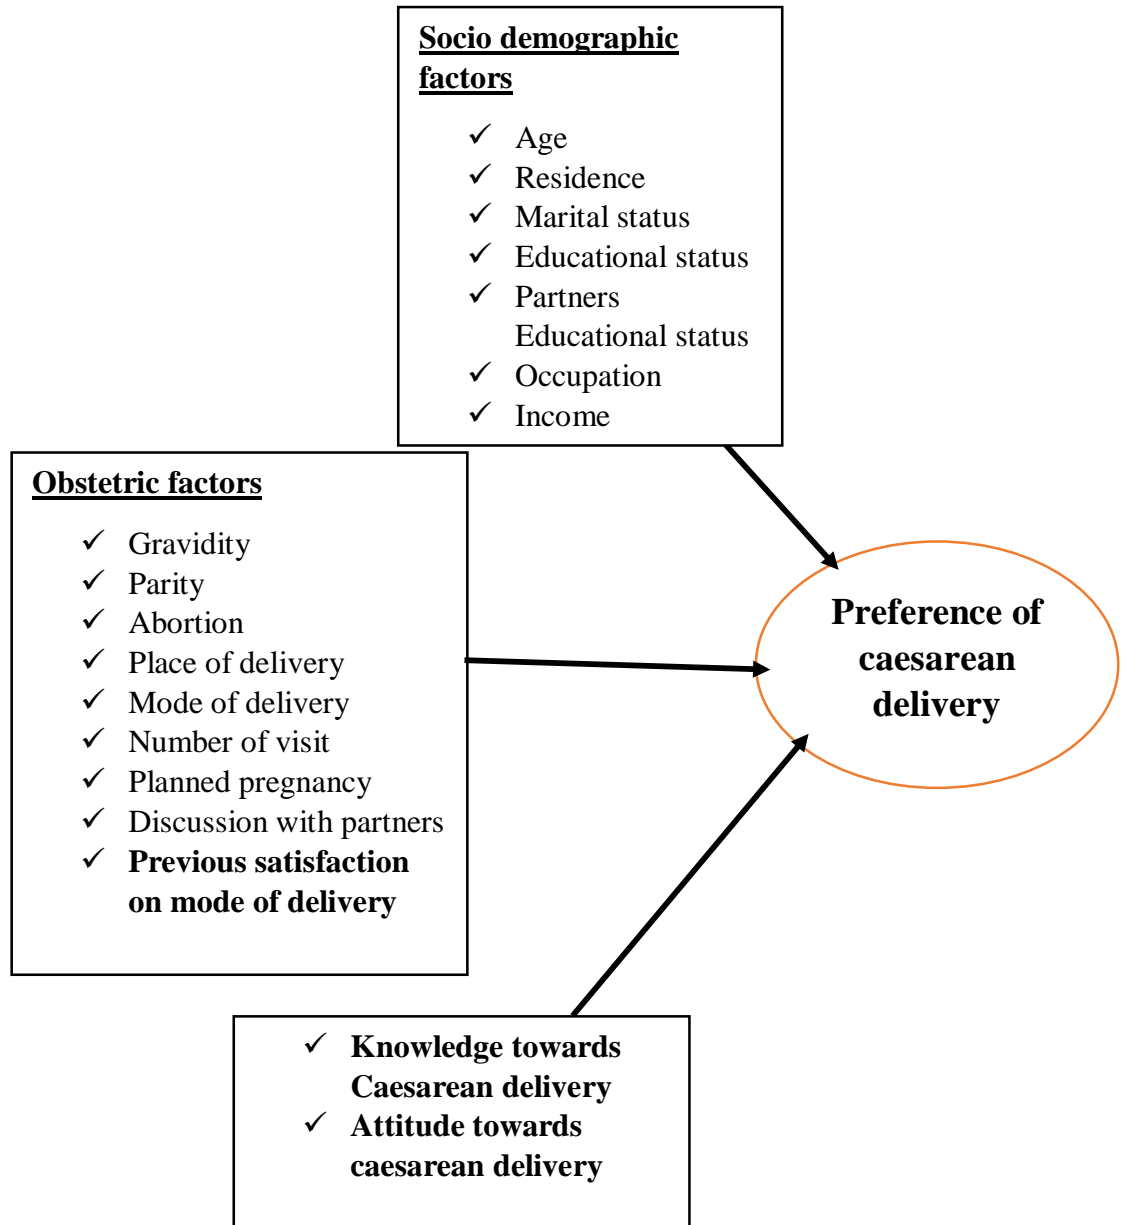 Socio demographic
factors
✓ Age
✓ Residence
✓ Marital status
✓ Educational status
✓ Partners
Educational status
✓ Occupation
✓ Income
Obstetric factors
✓ Gravidity
✓ Parity
✓ Abortion
✓ Place of delivery
✓ Mode of delivery
✓ Number of visit
✓ Planned pregnancy
✓ Discussion with partners
✓ Previous satisfaction
on mode of delivery
Preference of
caesarean
delivery
✓ Knowledge towards
Caesarean delivery
✓ Attitude towards
caesarean delivery